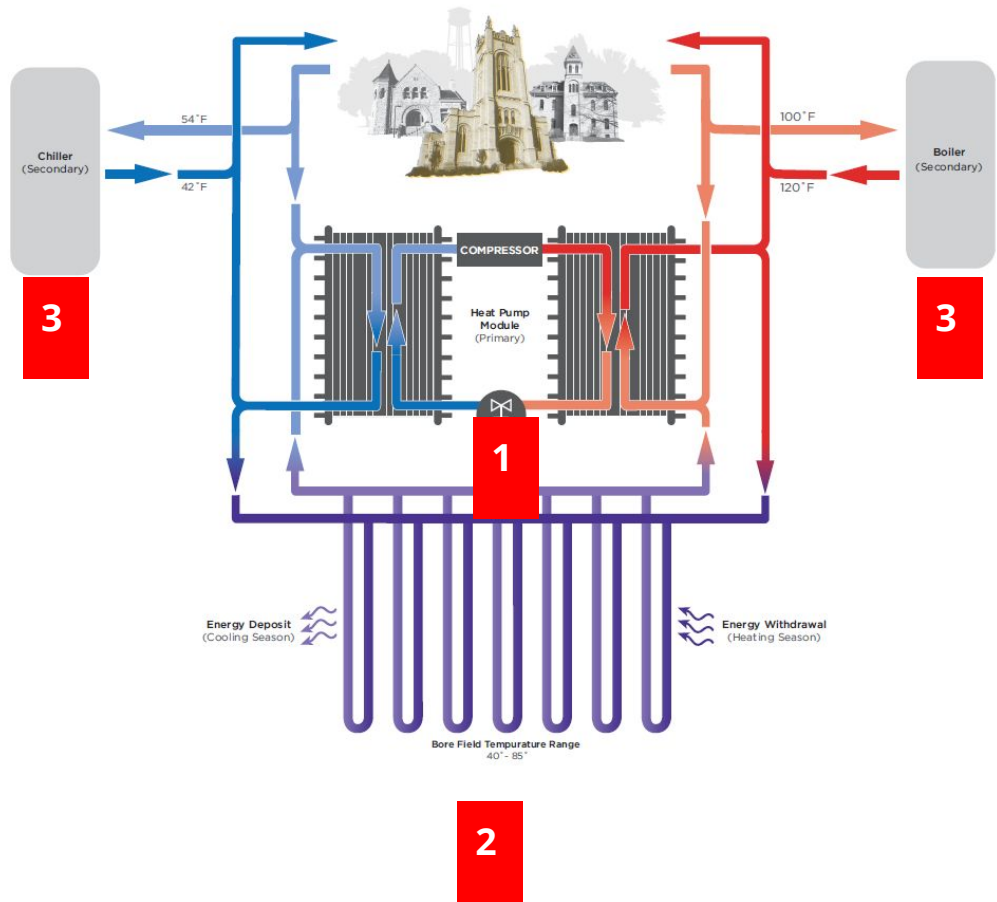 54˚F
100˚F
Chiller
(Secondary)
Boiler
(Secondary)
42˚F
120˚F
COMPRESSOR
3
3
Heat Pump
Module
(Primary)
1
Energy Deposit
(Cooling Season)
Energy Withdrawal
(Heating Season)
Bore Field Tempurature Range
40˚- 85˚
2